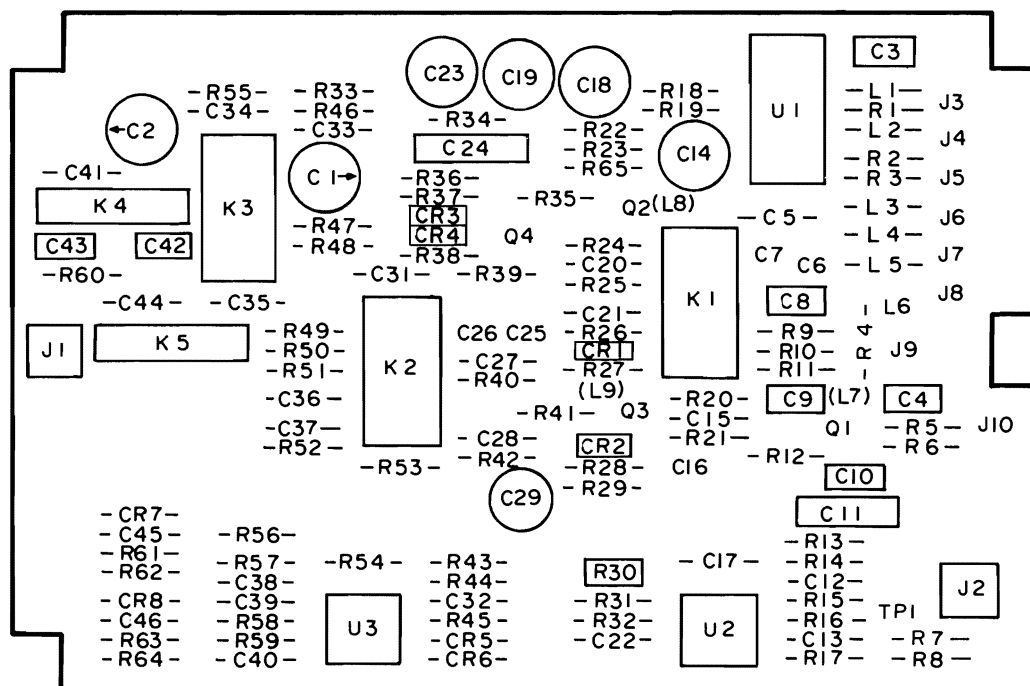 C3
C23 C19 C18
U1
-R55- -R33- -R18- -L1- J3
-C34- -R46- -R19- -R1-
C2 -C33- -R34- -R22- -L2- J4
C24 -R23- C14 -R2-
-C41- C1 -R36- -R65- -R3- J5
K4 K3 -R37- -R35- Q2(L8) -L3-
CR3 -C5- J6
C43 C42 -R47- CR4 Q4 -L4-
-R48- -R38- -R24- C7 J7
-R60- -C31- -R39- -C20- C6 -L5-
-R25- J8
-C44- -C35- K1 C8 L6
-C21-
J1 K5 -R49- C26 C25 -R26- -R9- -R4-
-R50- K2 CR1 -R10- J9
-R51- -C27- -R27- -R11-
-R40- (L9)
-C36- -R20- C9 (L7) C4
-R41- Q3 -C15-
-C37- -C28- -R21- Q1 -R5- J10
-R52- CR2 -R6-
-R53- -R42- -R28- C16 -R12-
C29 -R29- C10
-CR7- C11
-C45- -R56- -R13-
-R61- -R57- -R54- -R43- -C17- -R14-
-R62- -C38- -R44- R30 -C12-
-CR8- -C39- -C32- -R31- -R15- J2
-C46- -R58- U3 -R45- -R32- U2 -R16- TP1
-R63- -R59- -CR5- -C22- -C13- -R7-
-R64- -C40- -CR6- -R17- -R8-